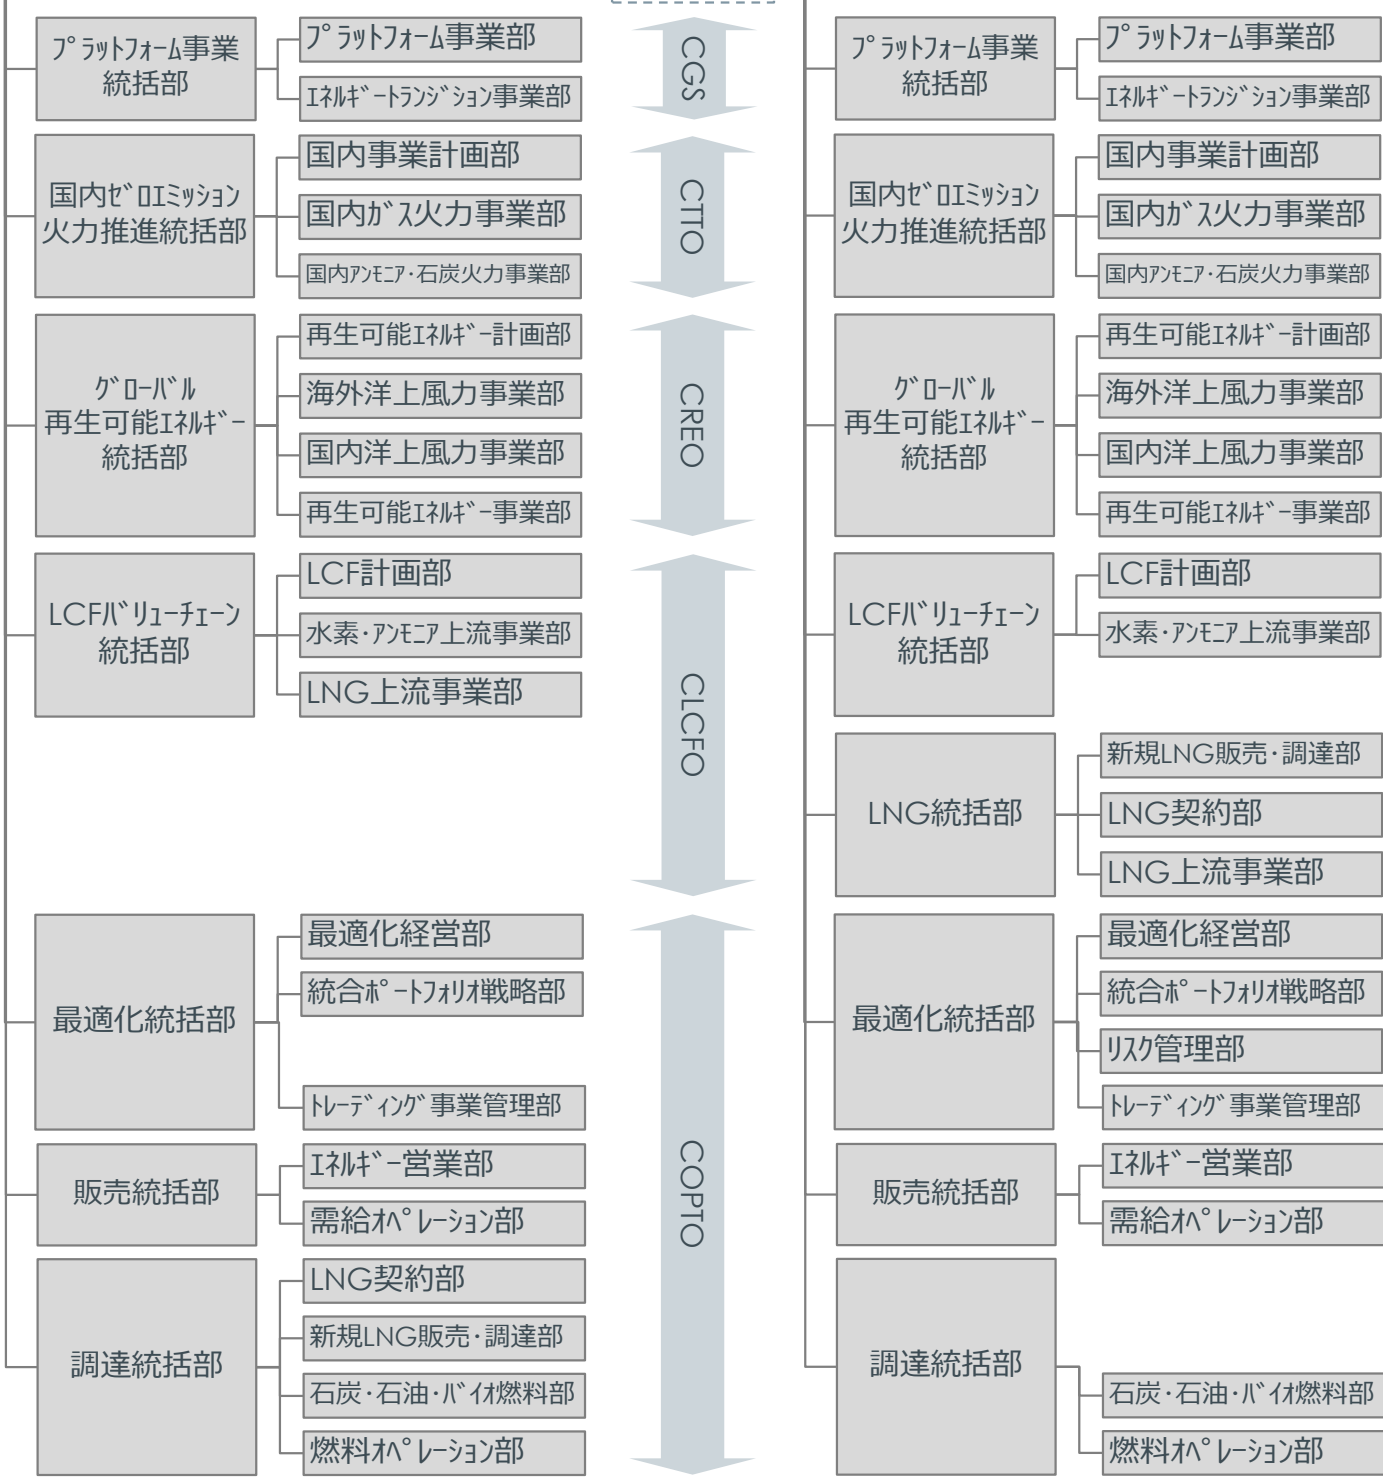 ﾌﾟﾗｯﾄﾌｫｰﾑ事業
統括部
ﾌﾟﾗｯﾄﾌｫｰﾑ事業部
ｴﾈﾙｷﾞｰﾄﾗﾝｼﾞｼｮﾝ事業部
国内ｾﾞﾛｴﾐｯｼｮﾝ
火力推進統括部
国内事業計画部
国内ｶﾞｽ火力事業部
国内ｱﾝﾓﾆｱ・石炭火力事業部
ｸﾞﾛｰﾊﾞﾙ
再生可能ｴﾈﾙｷﾞｰ
統括部
再生可能ｴﾈﾙｷﾞｰ計画部
海外洋上風力事業部
国内洋上風力事業部
再生可能ｴﾈﾙｷﾞｰ事業部
LCFﾊﾞﾘｭｰﾁｪｰﾝ
統括部
LCF計画部
水素・ｱﾝﾓﾆｱ上流事業部
LNG上流事業部
最適化統括部
最適化経営部
統合ﾎﾟｰﾄﾌｫﾘｵ戦略部
ﾄﾚｰﾃﾞｨﾝｸﾞ事業管理部
販売統括部
ｴﾈﾙｷﾞｰ営業部
需給ｵﾍﾟﾚｰｼｮﾝ部
調達統括部
LNG契約部
新規LNG販売・調達部
石炭・石油・ﾊﾞｲｵ燃料部
燃料ｵﾍﾟﾚｰｼｮﾝ部
CGS
CTTO
CREO
CLCFO
COPTO
ﾌﾟﾗｯﾄﾌｫｰﾑ事業
統括部
ﾌﾟﾗｯﾄﾌｫｰﾑ事業部
ｴﾈﾙｷﾞｰﾄﾗﾝｼﾞｼｮﾝ事業部
国内ｾﾞﾛｴﾐｯｼｮﾝ
火力推進統括部
国内事業計画部
国内ｶﾞｽ火力事業部
国内ｱﾝﾓﾆｱ・石炭火力事業部
ｸﾞﾛｰﾊﾞﾙ
再生可能ｴﾈﾙｷﾞｰ
統括部
再生可能ｴﾈﾙｷﾞｰ計画部
海外洋上風力事業部
国内洋上風力事業部
再生可能ｴﾈﾙｷﾞｰ事業部
LCFﾊﾞﾘｭｰﾁｪｰﾝ
統括部
LCF計画部
水素・ｱﾝﾓﾆｱ上流事業部
LNG統括部
新規LNG販売・調達部
LNG契約部
LNG上流事業部
最適化統括部
最適化経営部
統合ﾎﾟｰﾄﾌｫﾘｵ戦略部
ﾘｽｸ管理部
ﾄﾚｰﾃﾞｨﾝｸﾞ事業管理部
販売統括部
ｴﾈﾙｷﾞｰ営業部
需給ｵﾍﾟﾚｰｼｮﾝ部
調達統括部
石炭・石油・ﾊﾞｲｵ燃料部
燃料ｵﾍﾟﾚｰｼｮﾝ部